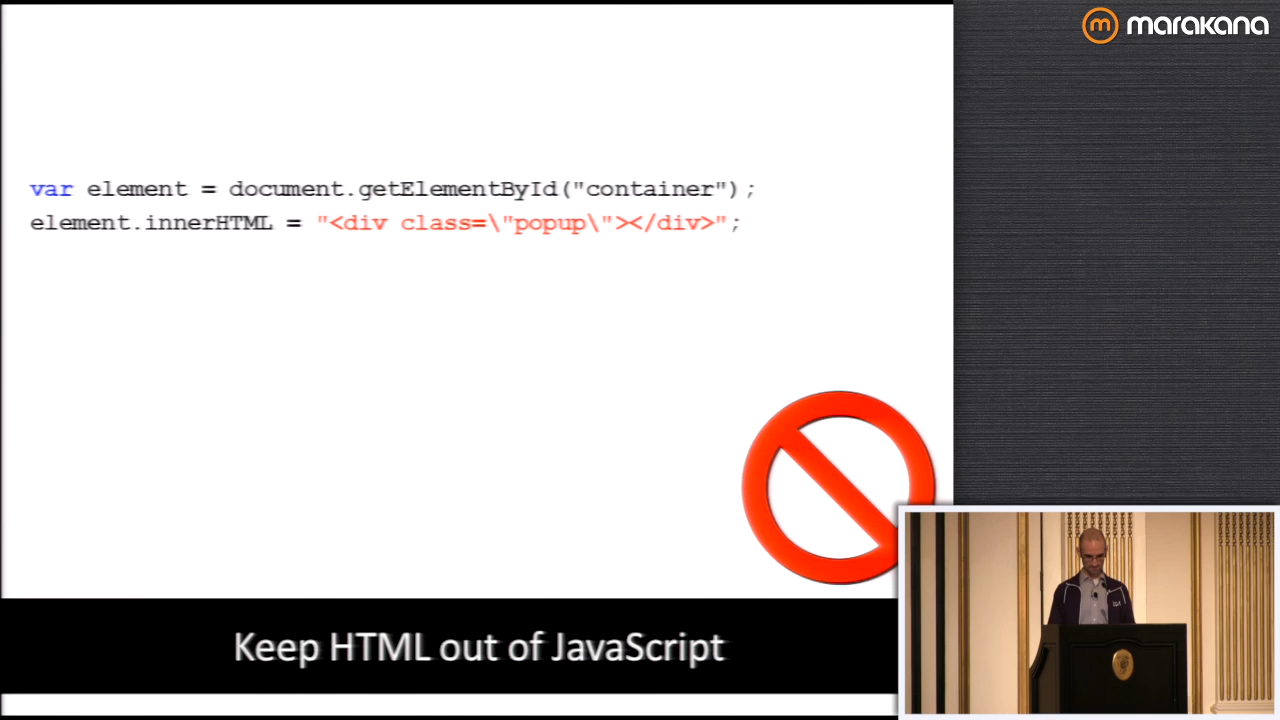 marakana
var element = document.getElementById("container");
element.innerHTML = "<div class=\"popup\"></div>";
Keep HTML out of JavaScript